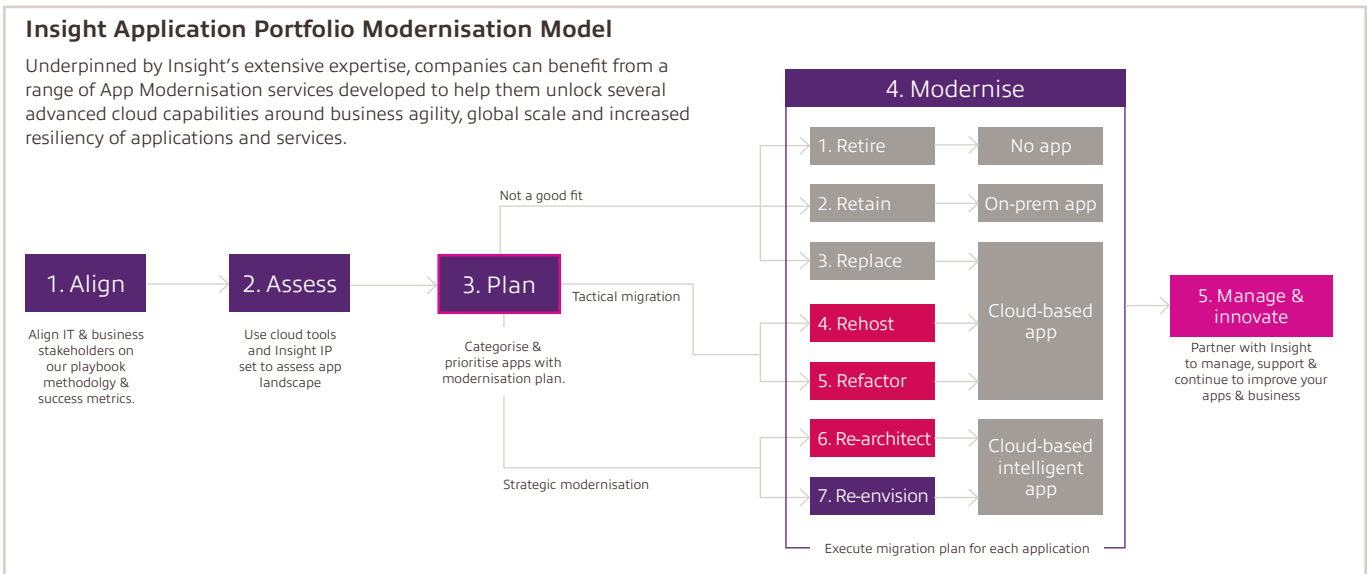 Insight Application Portfolio Modernisation Model
Underpinned by Insight's extensive expertise, companies can benefit from a
range of App Modernisation services developed to help them unlock several
advanced cloud capabilities around business agility, global scale and increased
resiliency of applications and services.
1. Align
Align IT & business
stakeholders on
our playbook
methodolgy &
success metrics.
2. Assess
Use cloud tools
and Insight IP
set to assess app
landscape
3. Plan
Categorise &
prioritise apps with
modernisation plan.
Not a good fit
Tactical migration
Strategic modernisation
4. Modernise
1. Retire
No app
2. Retain
On-prem app
3. Replace
4. Rehost
5. Refactor
Cloud-based
app
6. Re-architect
7. Re-envision
Cloud-based
intelligent
app
Execute migration plan for each application
5. Manage &
innovate
Partner with Insight
to manage, support &
continue to improve your
apps & business